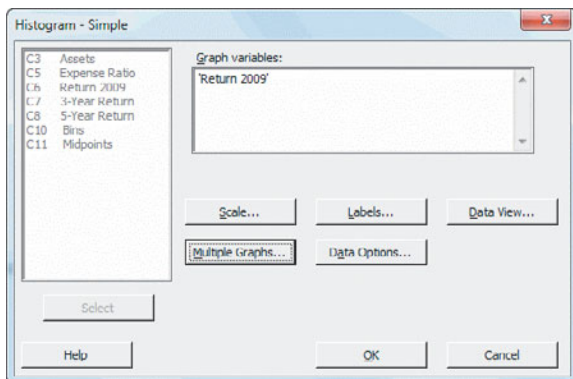 Histogram - Simple
C3 Assets
C5 Expense Ratio
C6 Return 2009
C7 3-Year Return
C8 5-Year Return
C10 Bins
C11 Midpoints
Graph variables:
'Return 2009'
Scale...
Labels...
Data View...
Multiple Graphs...
Data Options...
Select
Help
OK
Cancel